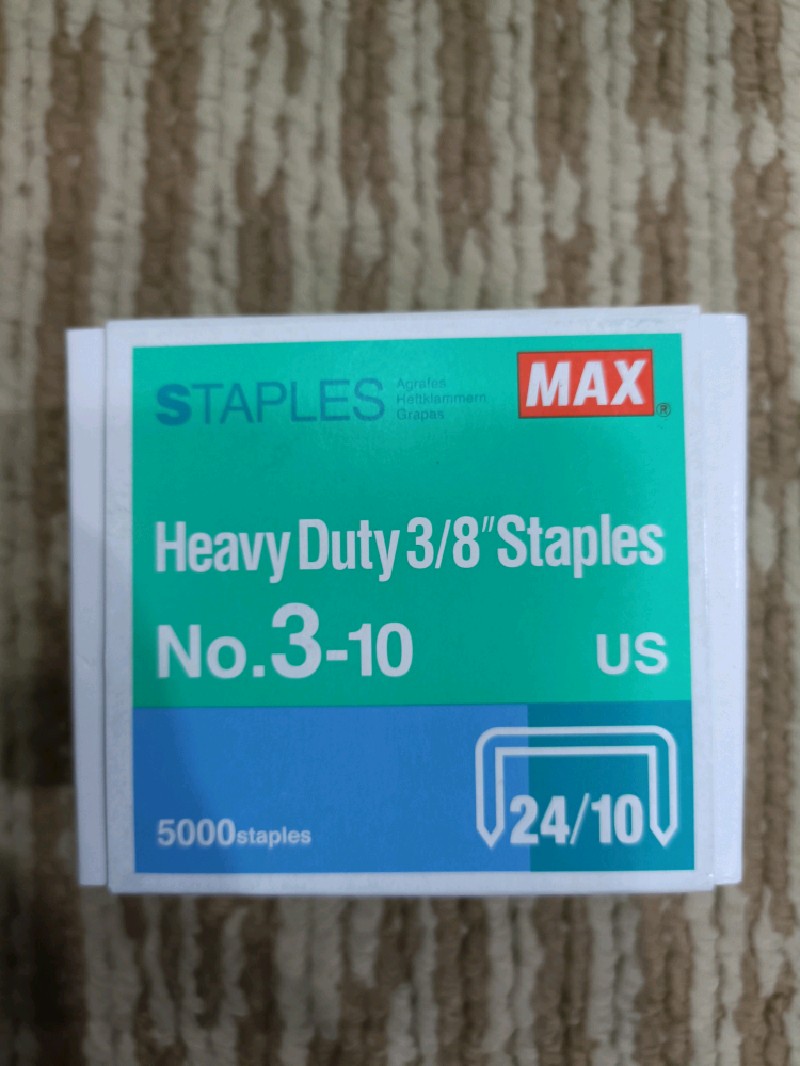 STAPLES
Agrafes
Heftklammern
Grapas
MAX®
Heavy Duty 3/8″ Staples
No.3-10 US
5000staples
24/10